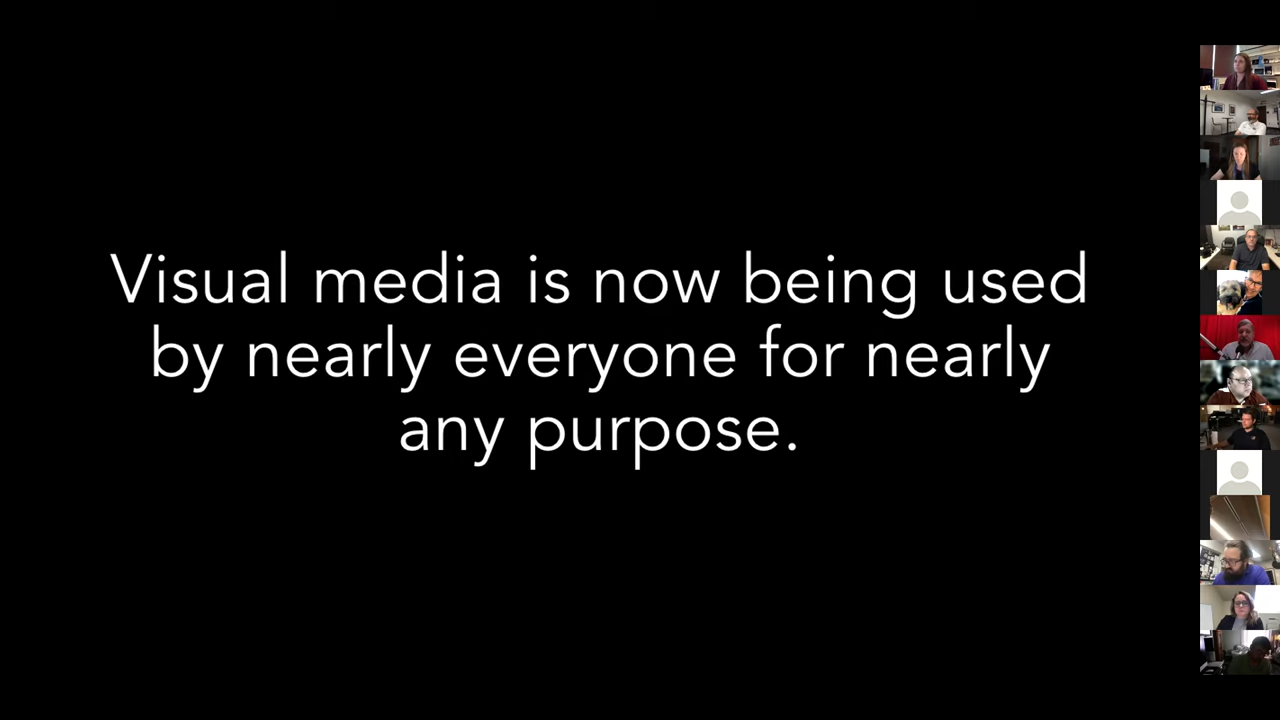 Visual media is now being used
by nearly everyone for nearly
any purpose.